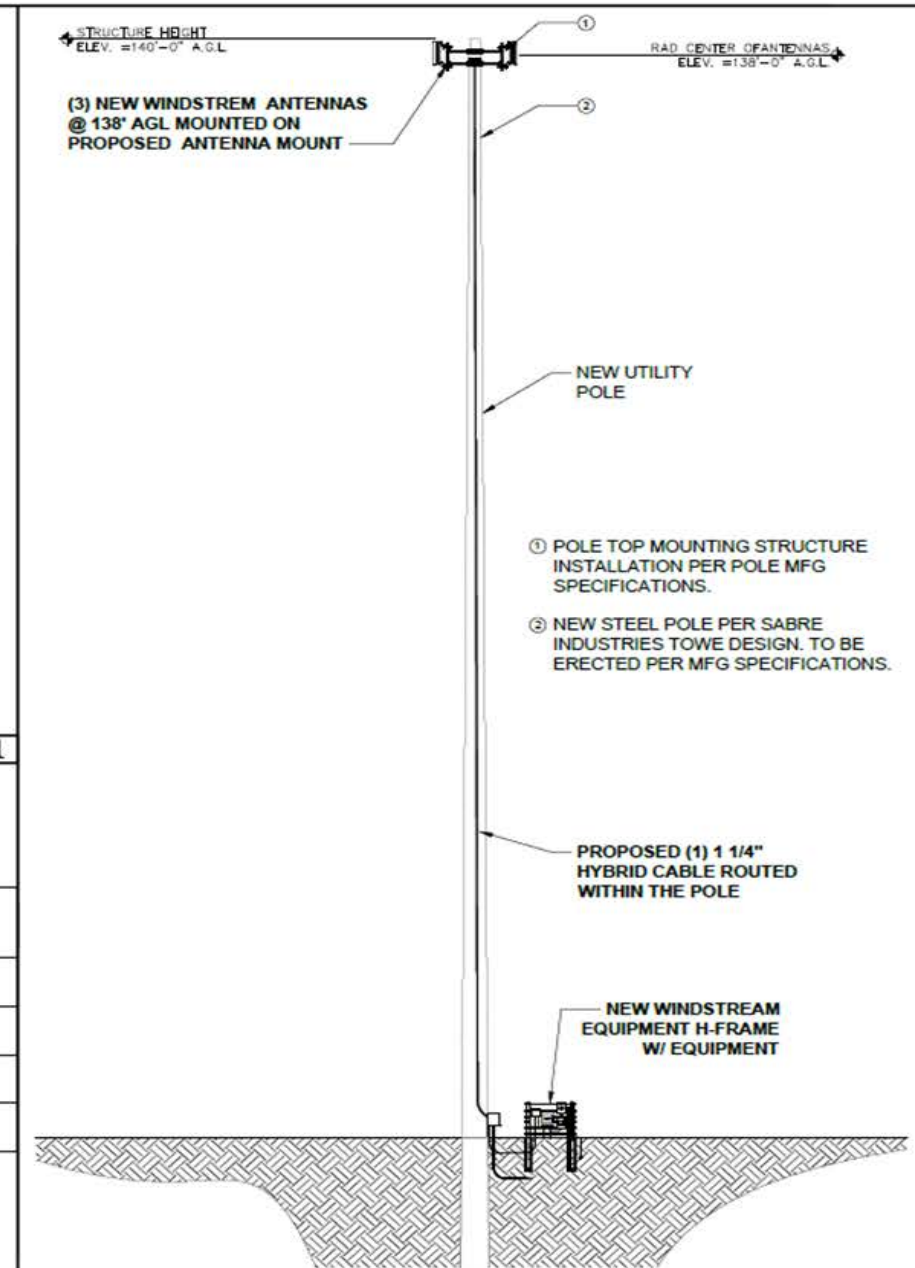 ①
STRUCTURE HEIGHT
ELEV. =140'-0" A.G.L.
RAD CENTER OFANTENNAS
ELEV. =138'-0" A.G.L.
(3) NEW WINDSTREM ANTENNAS
@ 138' AGL MOUNTED ON
PROPOSED ANTENNA MOUNT
②
NEW UTILITY
POLE
① POLE TOP MOUNTING STRUCTURE
INSTALLATION PER POLE MFG
SPECIFICATIONS.
② NEW STEEL POLE PER SABRE
INDUSTRIES TOWE DESIGN. TO BE
ERECTED PER MFG SPECIFICATIONS.
PROPOSED (1) 1 1/4"
HYBRID CABLE ROUTED
WITHIN THE POLE
NEW WINDSTREAM
EQUIPMENT H-FRAME
W/ EQUIPMENT